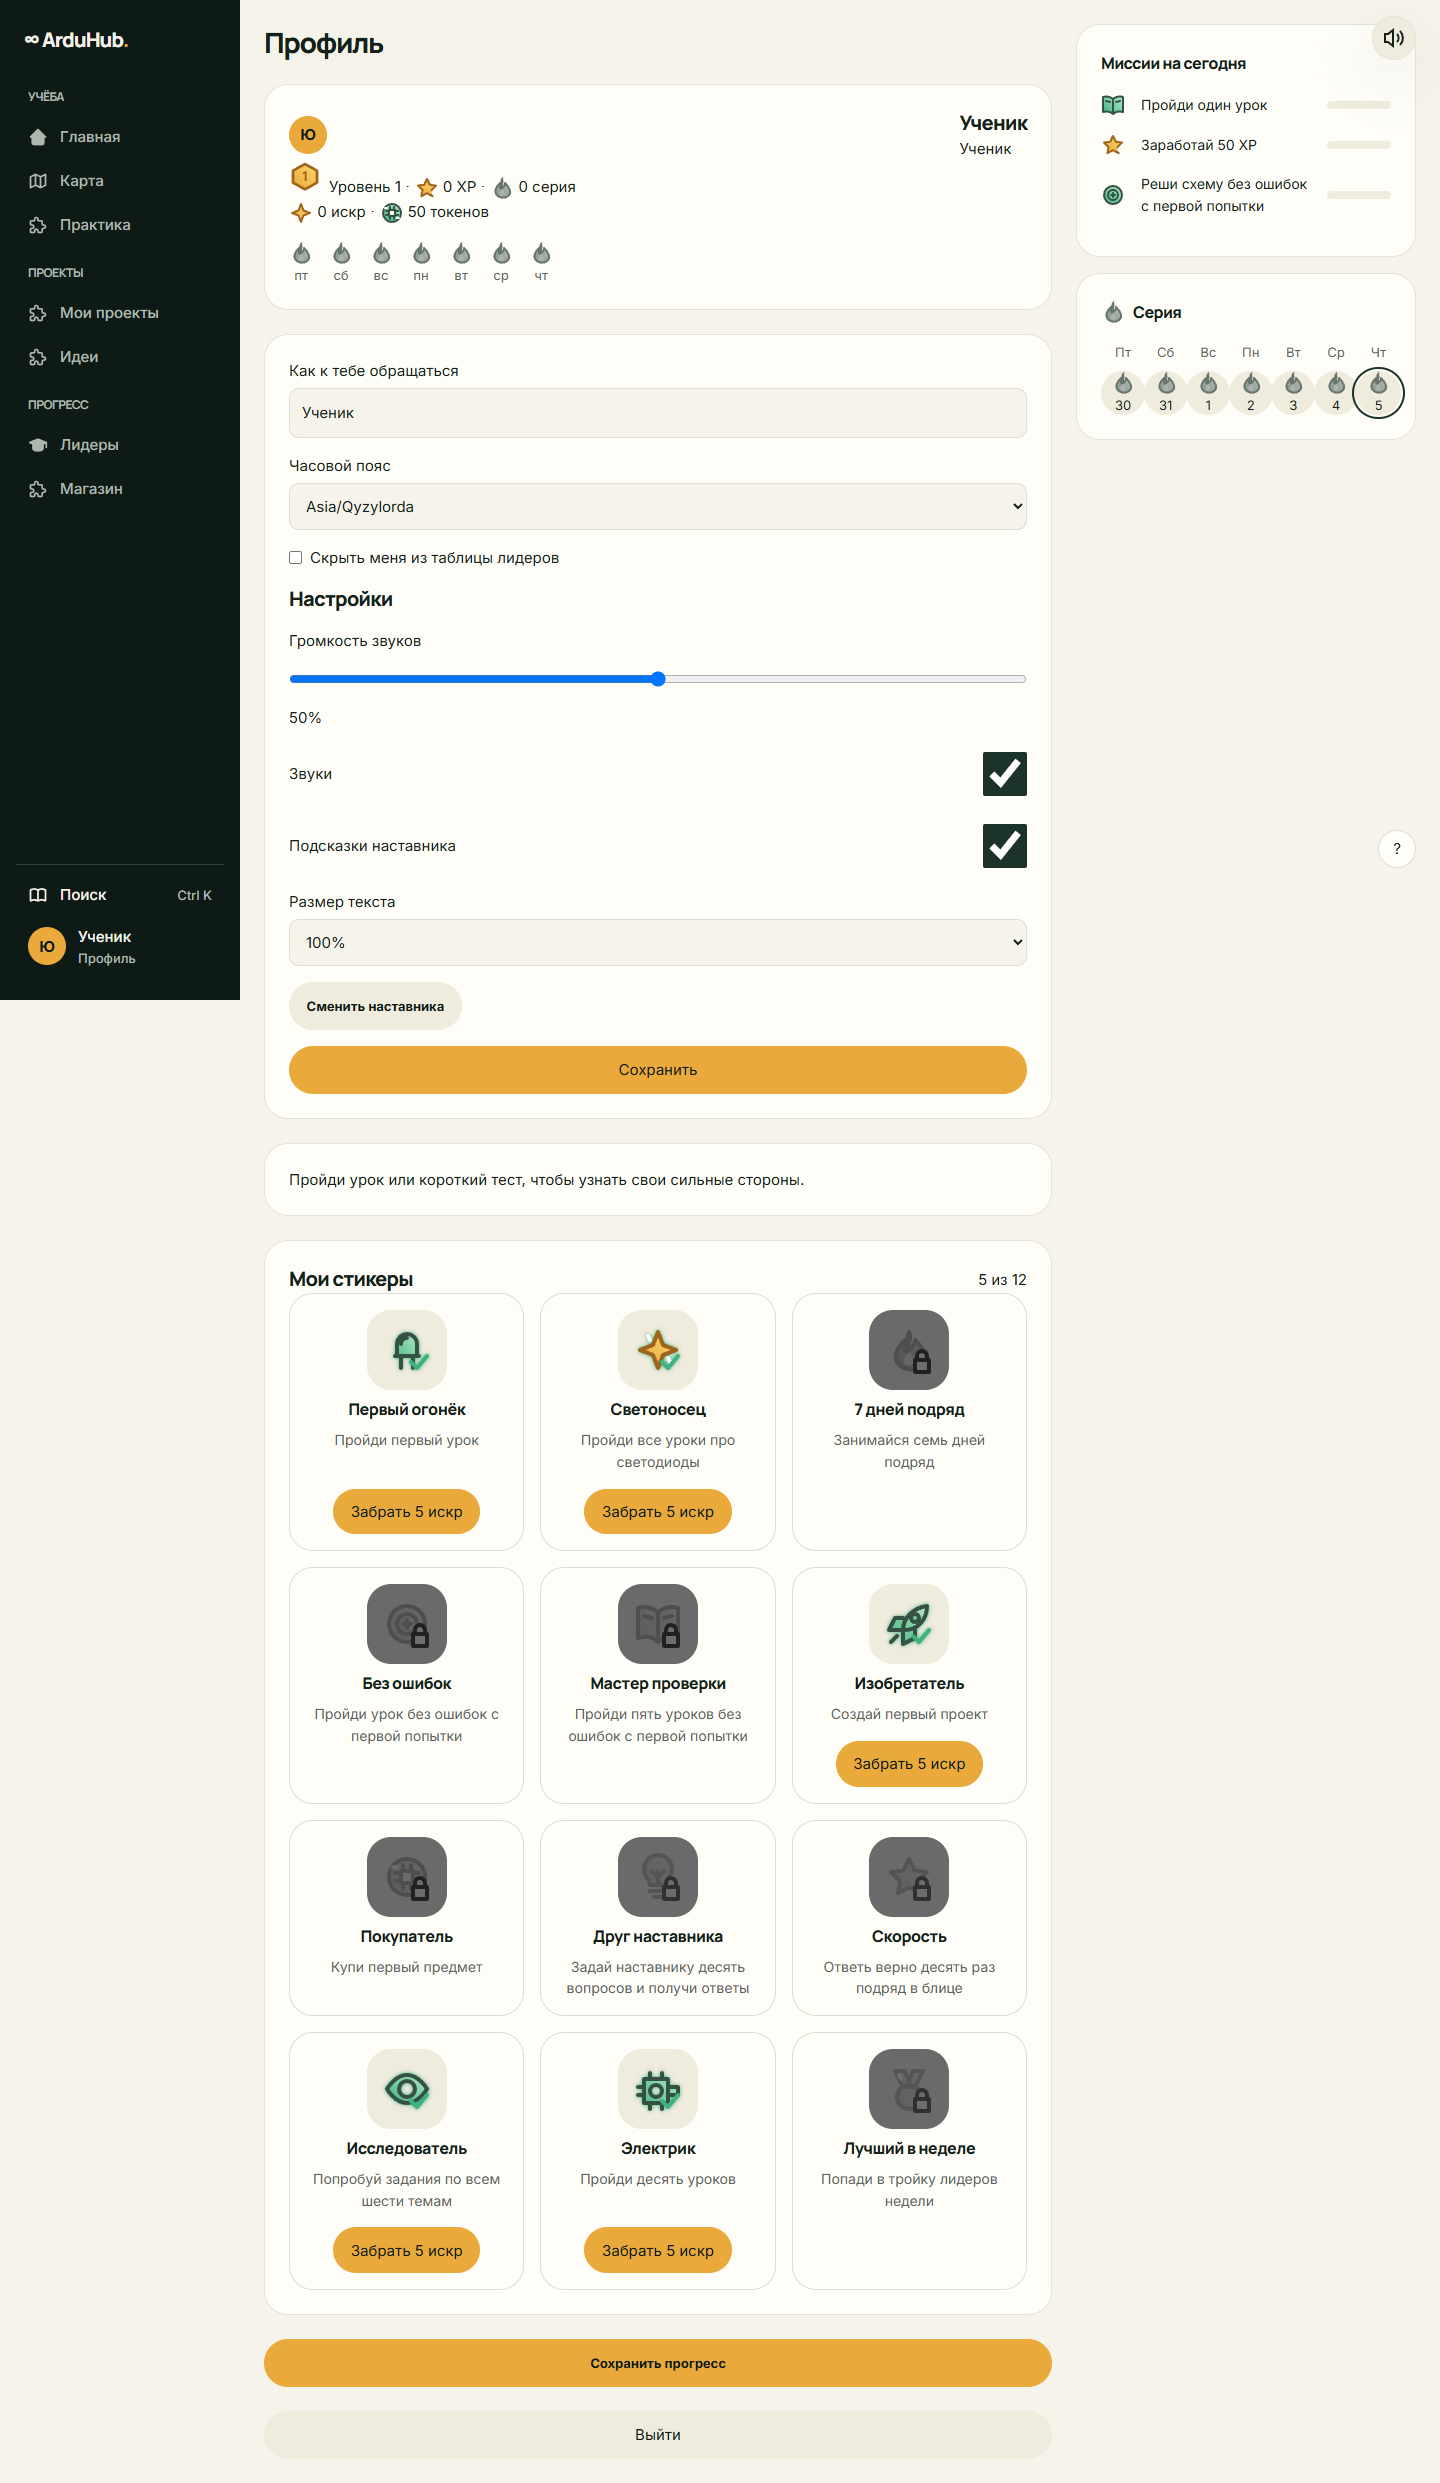 ∞ ArduHub.
УЧЁБА
Главная
Карта
Практика
ПРОЕКТЫ
Мои проекты
Идеи
ПРОГРЕСС
Лидеры
Магазин
Поиск Ctrl K
Ю
Ученик
Профиль
Профиль
Ю
Ученик
Ученик
1 Уровень 1 · 0 XP · 0 серия
0 искр · 50 токенов
пт сб вс пн вт ср чт
Как к тебе обращаться
Ученик
Часовой пояс
Asia/Qyzylorda
Скрыть меня из таблицы лидеров
Настройки
Громкость звуков
50%
Звуки
Подсказки наставника
Размер текста
100%
Сменить наставника
Сохранить
Пройди урок или короткий тест, чтобы узнать свои сильные стороны.
Мои стикеры 5 из 12
Первый огонёк
Пройди первый урок
Забрать 5 искр
Светоносец
Пройди все уроки про
светодиоды
Забрать 5 искр
7 дней подряд
Занимайся семь дней
подряд
Без ошибок
Пройди урок без ошибок с
первой попытки
Мастер проверки
Пройди пять уроков без
ошибок с первой попытки
Изобретатель
Создай первый проект
Забрать 5 искр
Покупатель
Купи первый предмет
Друг наставника
Задай наставнику десять
вопросов и получи ответы
Скорость
Ответь верно десять раз
подряд в блице
Исследователь
Попробуй задания по всем
шести темам
Забрать 5 искр
Электрик
Пройди десять уроков
Забрать 5 искр
Лучший в неделе
Попади в тройку лидеров
недели
Сохранить прогресс
Выйти
Миссии на сегодня
Пройди один урок
Заработай 50 XP
Реши схему без ошибок
с первой попытки
Серия
Пт Сб Вс Пн Вт Ср Чт
30 31 1 2 3 4 5
?